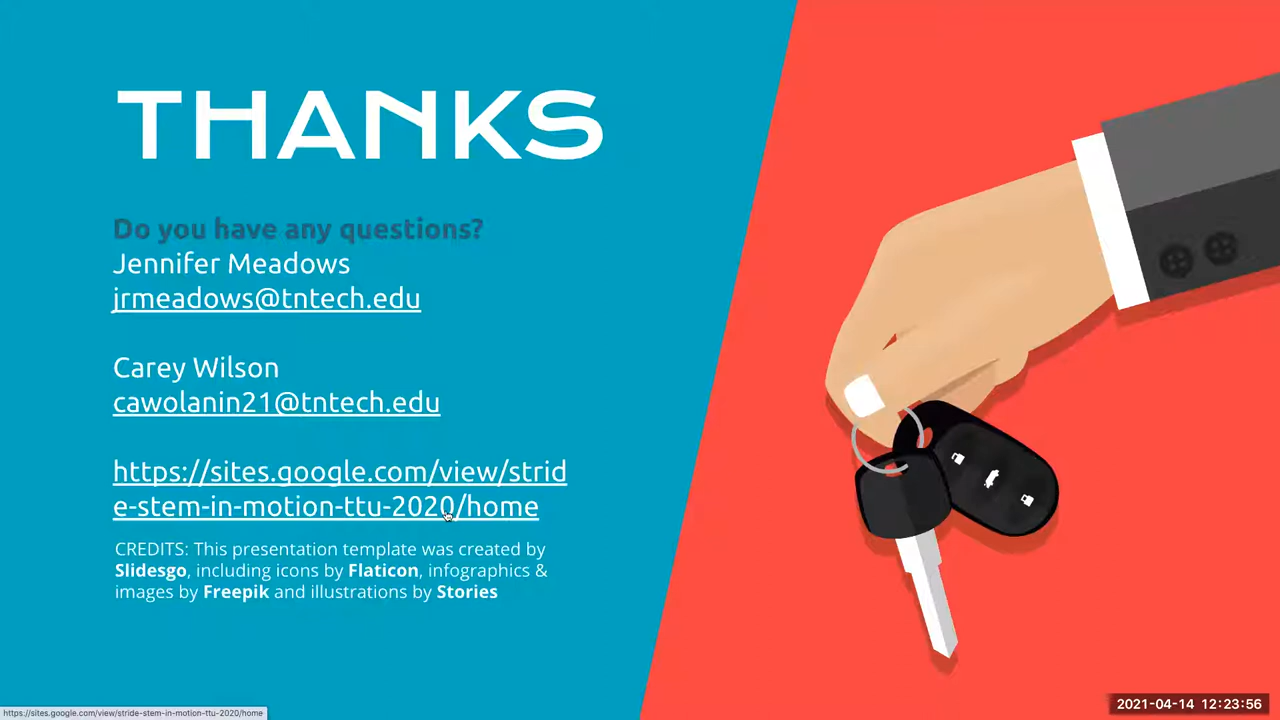 THANKS
Do you have any questions?
Jennifer Meadows
jrmeadows@tntech.edu
Carey Wilson
cawolanin21@tntech.edu
https://sites.google.com/view/strid
e-stem-in-motion-ttu-2020/home
CREDITS: This presentation template was created by
Slidesgo, including icons by Flaticon, infographics &
images by Freepik and illustrations by Stories
https://sites.google.com/view/stride-stem-in-motion-ttu-2020/home
2021-04-14 12:23:56